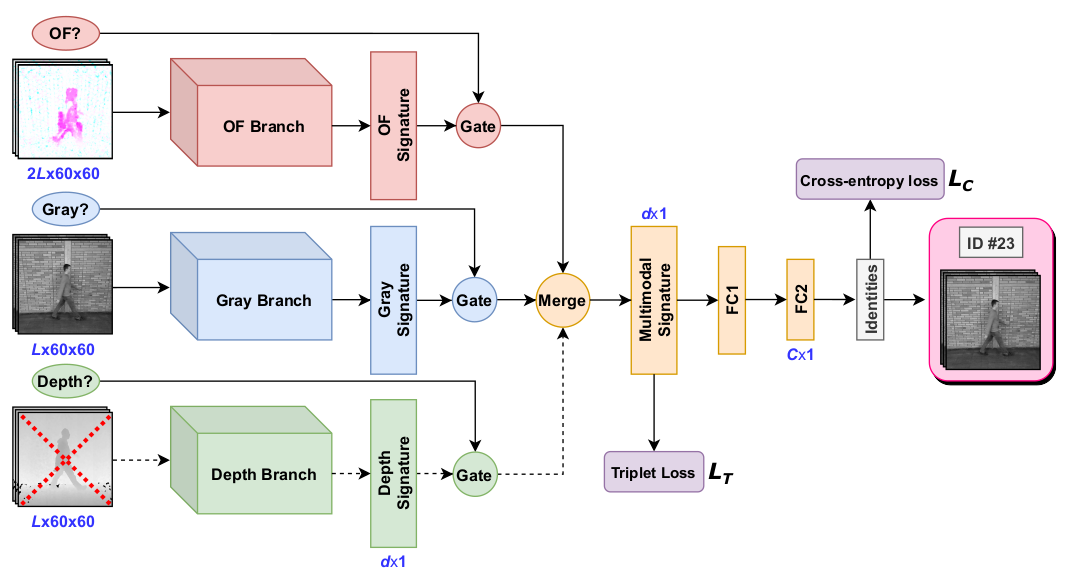 OF?
OF Branch
OF
Signature
Gate
2Lx60x60
Gray?
Gray Branch
Gray
Signature
Gate
Lx60x60
Depth?
Depth Branch
Depth
Signature
Gate
Lx60x60
dx1
Merge
dx1
Multimodal
Signature
Triplet Loss
L_T
FC1
FC2
Cx1
Identities
Cross-entropy loss
L_C
ID #23